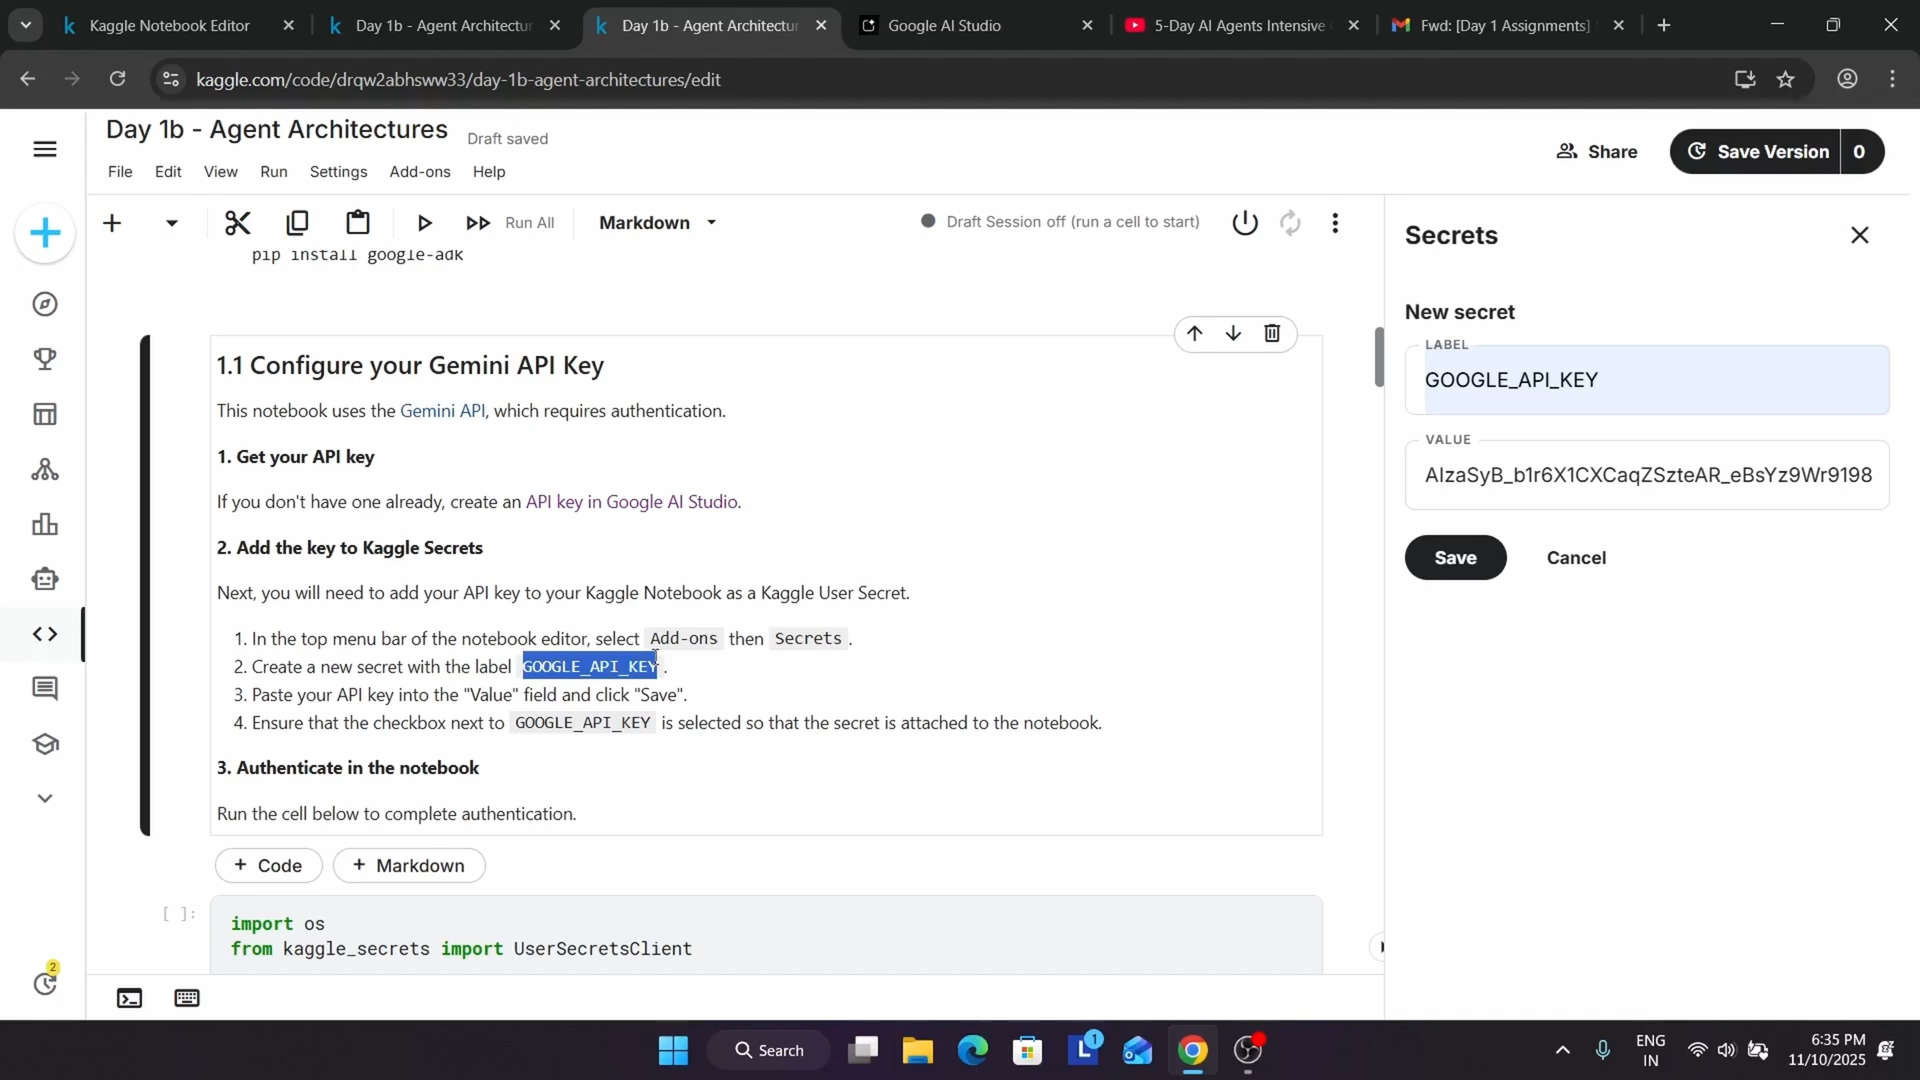 Kaggle Notebook Editor
Day 1b - Agent Architectur
Day 1b - Agent Architectur
Google AI Studio
5-Day AI Agents Intensive
Fwd: [Day 1 Assignments]
kaggle.com/code/drqw2abhsww33/day-1b-agent-architectures/edit
Day 1b - Agent Architectures
Draft saved
File Edit View Run Settings Add-ons Help
Share
Save Version 0
Run All
Markdown
Draft Session off (run a cell to start)
pip install google-adk
1.1 Configure your Gemini API Key
This notebook uses the Gemini API, which requires authentication.
1. Get your API key
If you don't have one already, create an API key in Google AI Studio.
2. Add the key to Kaggle Secrets
Next, you will need to add your API key to your Kaggle Notebook as a Kaggle User Secret.
1. In the top menu bar of the notebook editor, select Add-ons then Secrets.
2. Create a new secret with the label GOOGLE_API_KEY.
3. Paste your API key into the "Value" field and click "Save".
4. Ensure that the checkbox next to GOOGLE_API_KEY is selected so that the secret is attached to the notebook.
3. Authenticate in the notebook
Run the cell below to complete authentication.
+ Code
+ Markdown
[ ]:
import os
from kaggle_secrets import UserSecretsClient
Secrets
New secret
LABEL
GOOGLE_API_KEY
VALUE
AIzaSyB_b1r6X1CXCaqZSzteAR_eBsYz9Wr9198
Save
Cancel
2
Search
1
ENG
IN
6:35 PM
11/10/2025